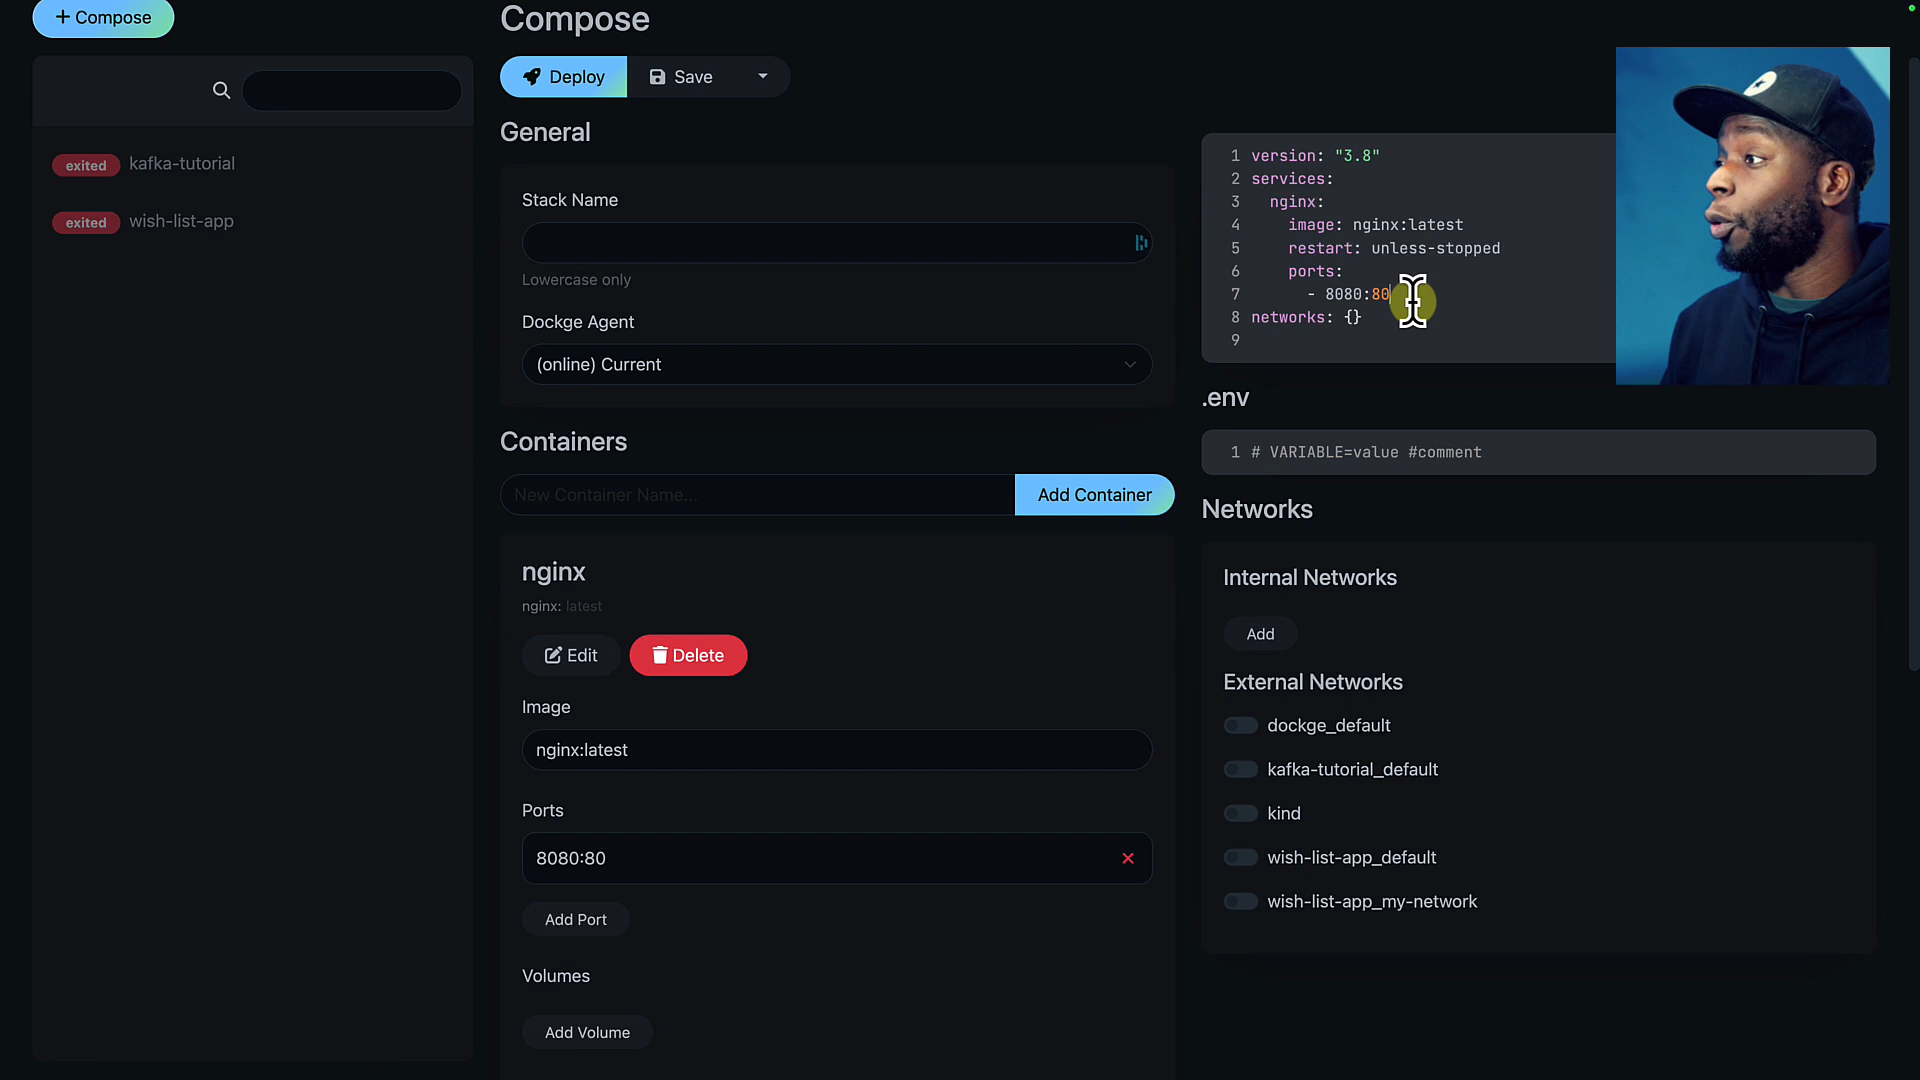 + Compose
exited kafka-tutorial
exited wish-list-app
Compose
Deploy
Save
General
Stack Name
Lowercase only
Dockge Agent
(online) Current
Containers
New Container Name...
Add Container
nginx
nginx: latest
Edit
Delete
Image
nginx:latest
Ports
8080:80
Add Port
Volumes
Add Volume
1 version: "3.8"
2 services:
3 nginx:
4 image: nginx:latest
5 restart: unless-stopped
6 ports:
7 - 8080:80
8 networks: {}
9
.env
1 # VARIABLE=value #comment
Networks
Internal Networks
Add
External Networks
dockge_default
kafka-tutorial_default
kind
wish-list-app_default
wish-list-app_my-network